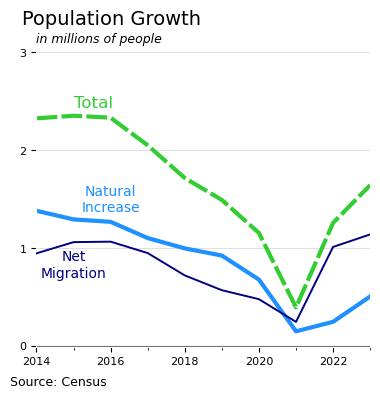 Population Growth
in millions of people
3
Total
2
Natural
Increase
1
Net
Migration
0
2014 2016 2018 2020 2022
Source: Census